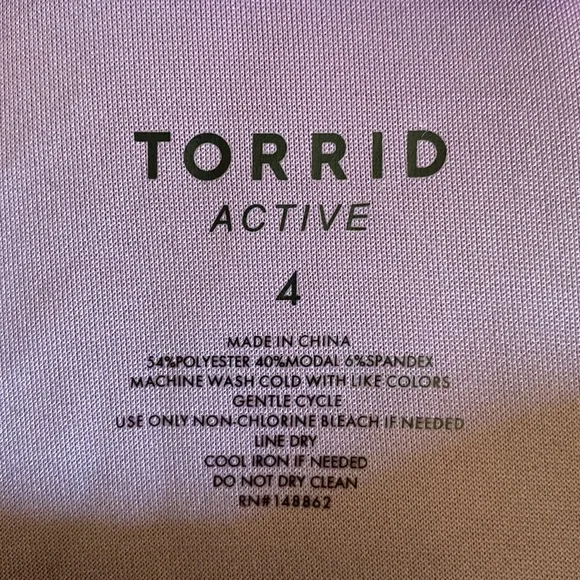 TORRID
ACTIVE
4
MADE IN CHINA
54%POLYESTER 40%MODAL 6%SPANDEX
MACHINE WASH COLD WITH LIKE COLORS
GENTLE CYCLE
USE ONLY NON-CHLORINE BLEACH IF NEEDED
LINE DRY
COOL IRON IF NEEDED
DO NOT DRY CLEAN
RN#148862